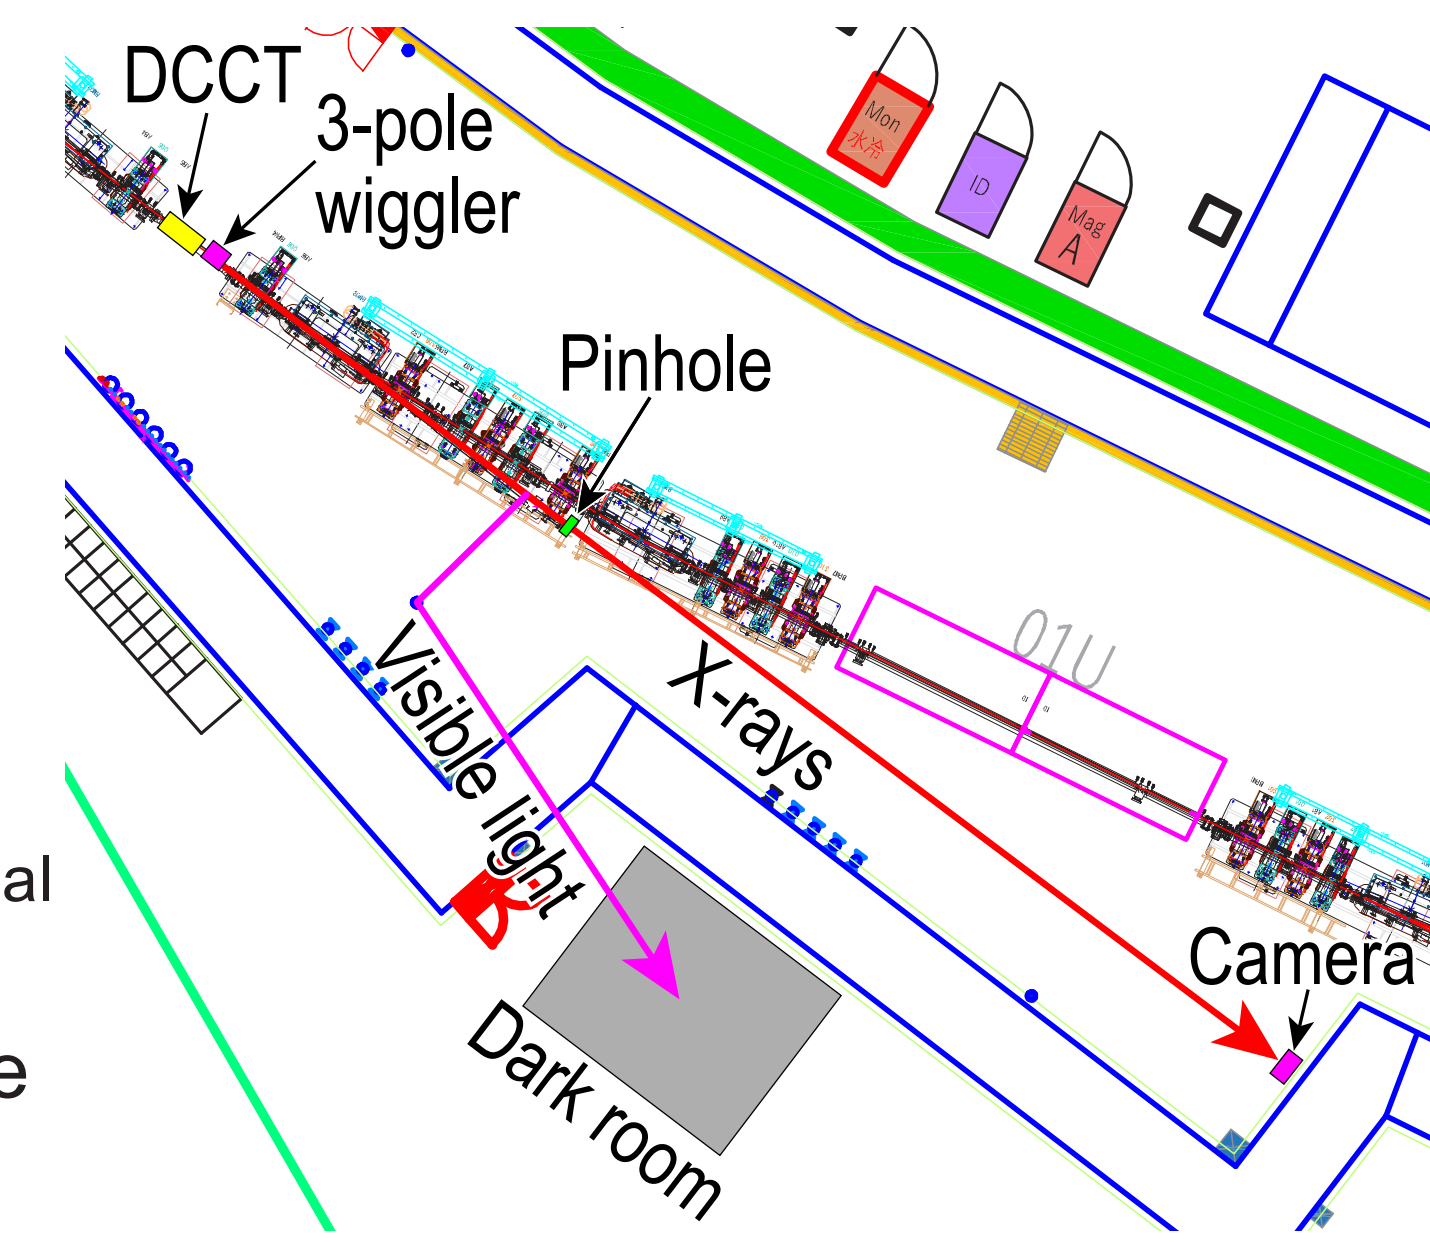 DCCT
3-pole
wiggler
Mon
水冷
ID
Mag
A
Pinhole
01U
X-rays
Visible light
al
Camera
Dark room
e